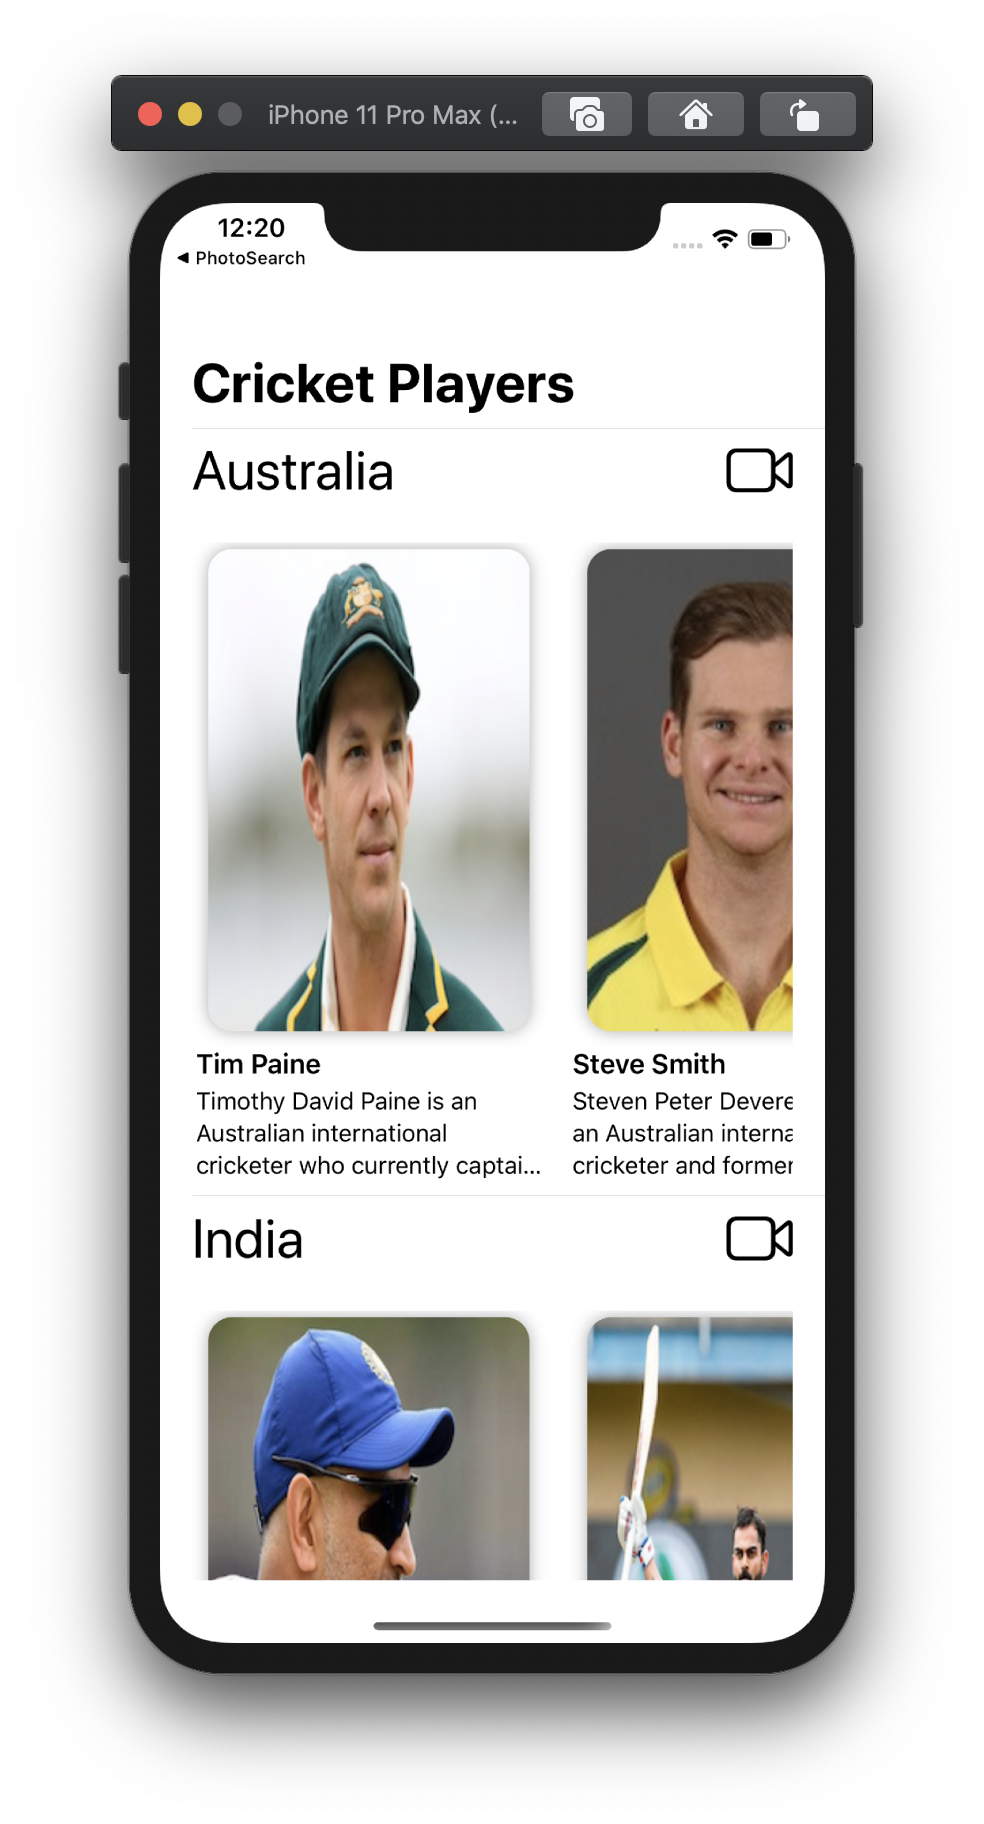 iPhone 11 Pro Max (...
12:20
◀ PhotoSearch
Cricket Players
Australia
Tim Paine
Timothy David Paine is an
Australian international
cricketer who currently captai...
Steve Smith
Steven Peter Devere
an Australian interna
cricketer and former
India